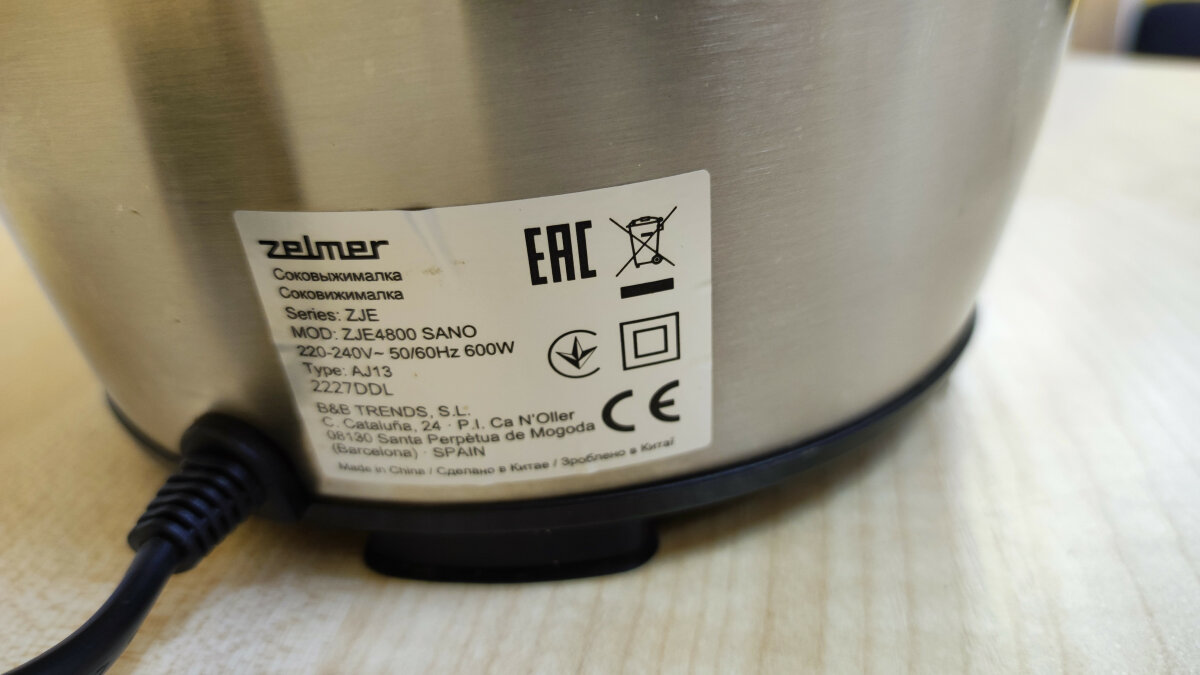 zelmer
Соковыжималка
Соковижималка
Series: ZJE
MOD: ZJE4800 SANO
220-240V~ 50/60Hz 600W
Type: AJ13
2227DDL
B&B TRENDS, S.L.
C. Cataluña, 24 · P.I. Ca N'Oller
08130 Santa Perpètua de Mogoda
(Barcelona) · SPAIN
Made in China / Сделано в Китае / Зроблено в Китаї
EAC
CE